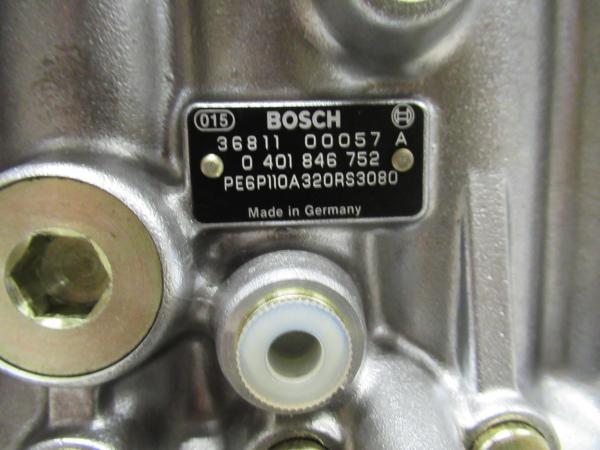 015 BOSCH
36811 00057 A
0 401 846 752
PE6P110A320RS3080
Made in Germany